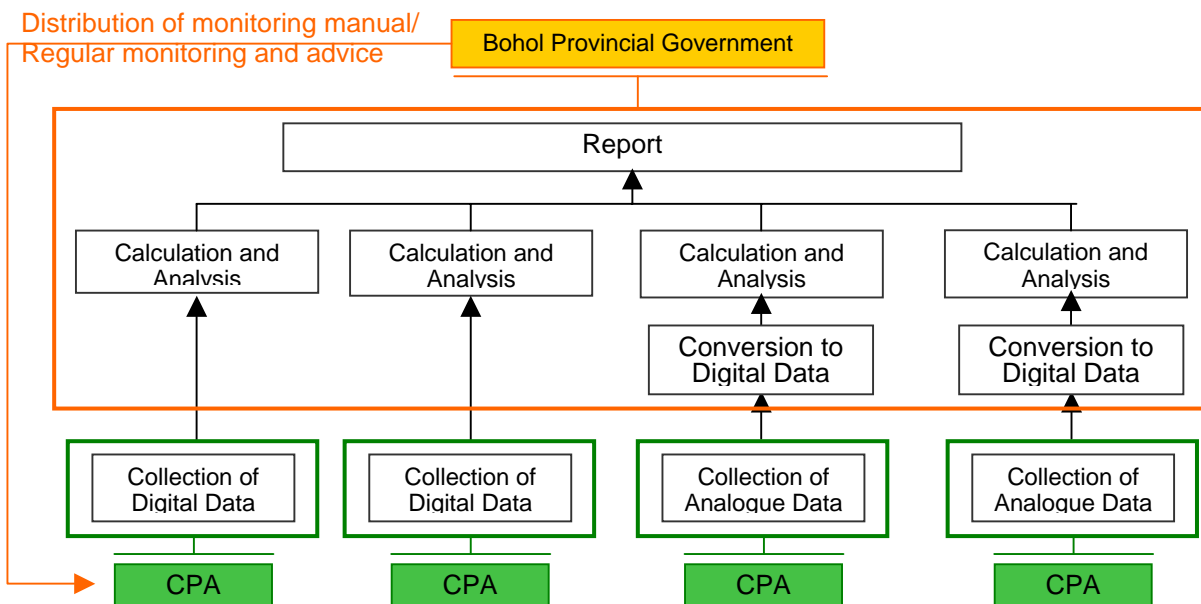 Distribution of monitoring manual/
Regular monitoring and advice
Bohol Provincial Government
Report
Calculation and
Analysis
Calculation and
Analysis
Calculation and
Analysis
Calculation and
Analysis
Conversion to
Digital Data
Conversion to
Digital Data
Collection of
Digital Data
Collection of
Digital Data
Collection of
Analogue Data
Collection of
Analogue Data
CPA
CPA
CPA
CPA